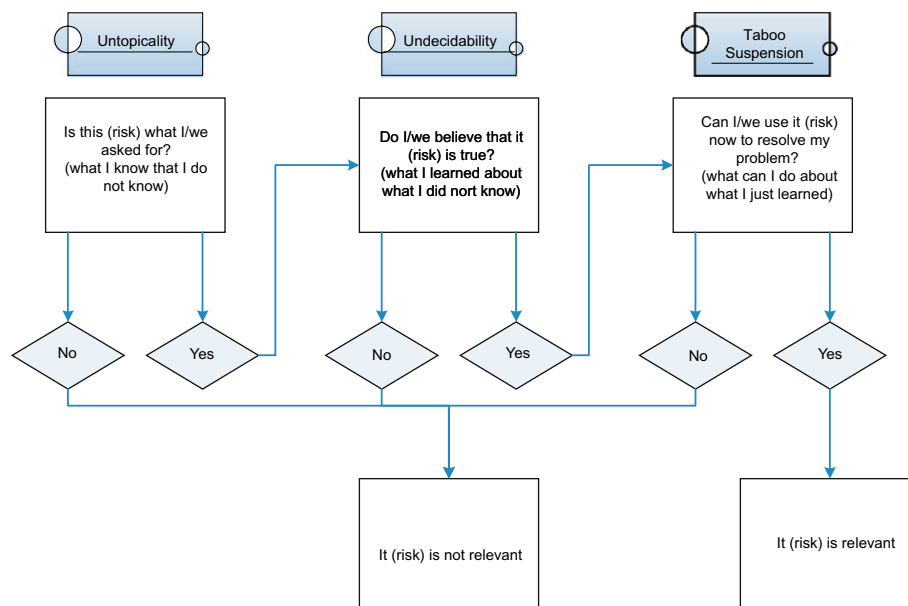 Untopicality
Undecidability
Taboo
Suspension
Is this (risk) what I/we
asked for?
(what I know that I do
not know)
Do I/we believe that it
(risk) is true?
(what I learned about
what I did nort know)
Can I/we use it (risk)
now to resolve my
problem?
(what can I do about
what I just learned)
No
Yes
No
Yes
No
Yes
It (risk) is not relevant
It (risk) is relevant